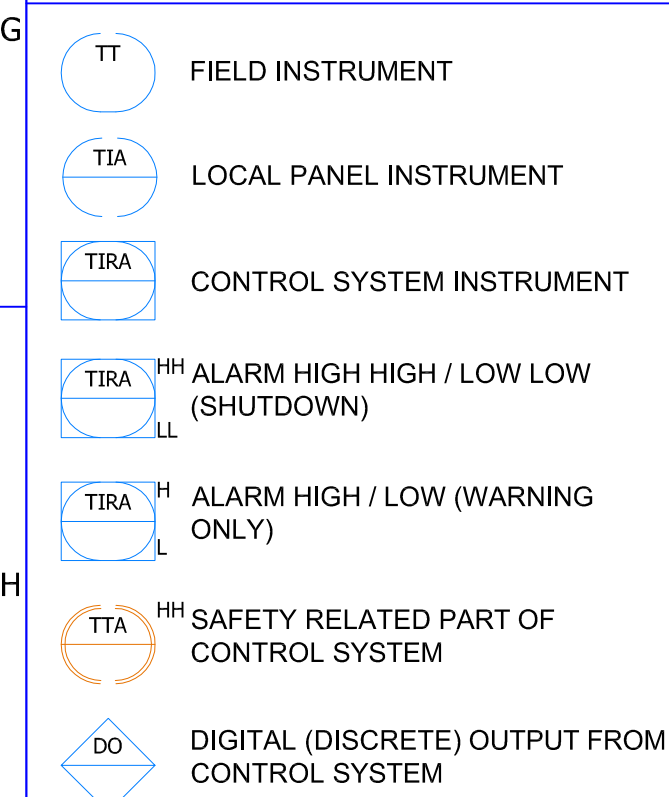 G
TT
FIELD INSTRUMENT
TIA
LOCAL PANEL INSTRUMENT
TIRA
CONTROL SYSTEM INSTRUMENT
TIRA
HH
LL
ALARM HIGH HIGH / LOW LOW
(SHUTDOWN)
TIRA
H
L
ALARM HIGH / LOW (WARNING
ONLY)
H
TTA
HH
SAFETY RELATED PART OF
CONTROL SYSTEM
DO
DIGITAL (DISCRETE) OUTPUT FROM
CONTROL SYSTEM